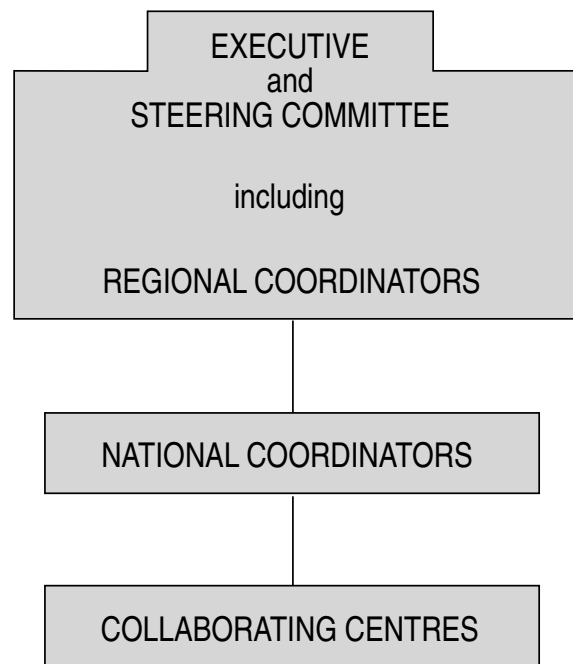 EXECUTIVE
and
STEERING COMMITTEE
including
REGIONAL COORDINATORS
NATIONAL COORDINATORS
COLLABORATING CENTRES